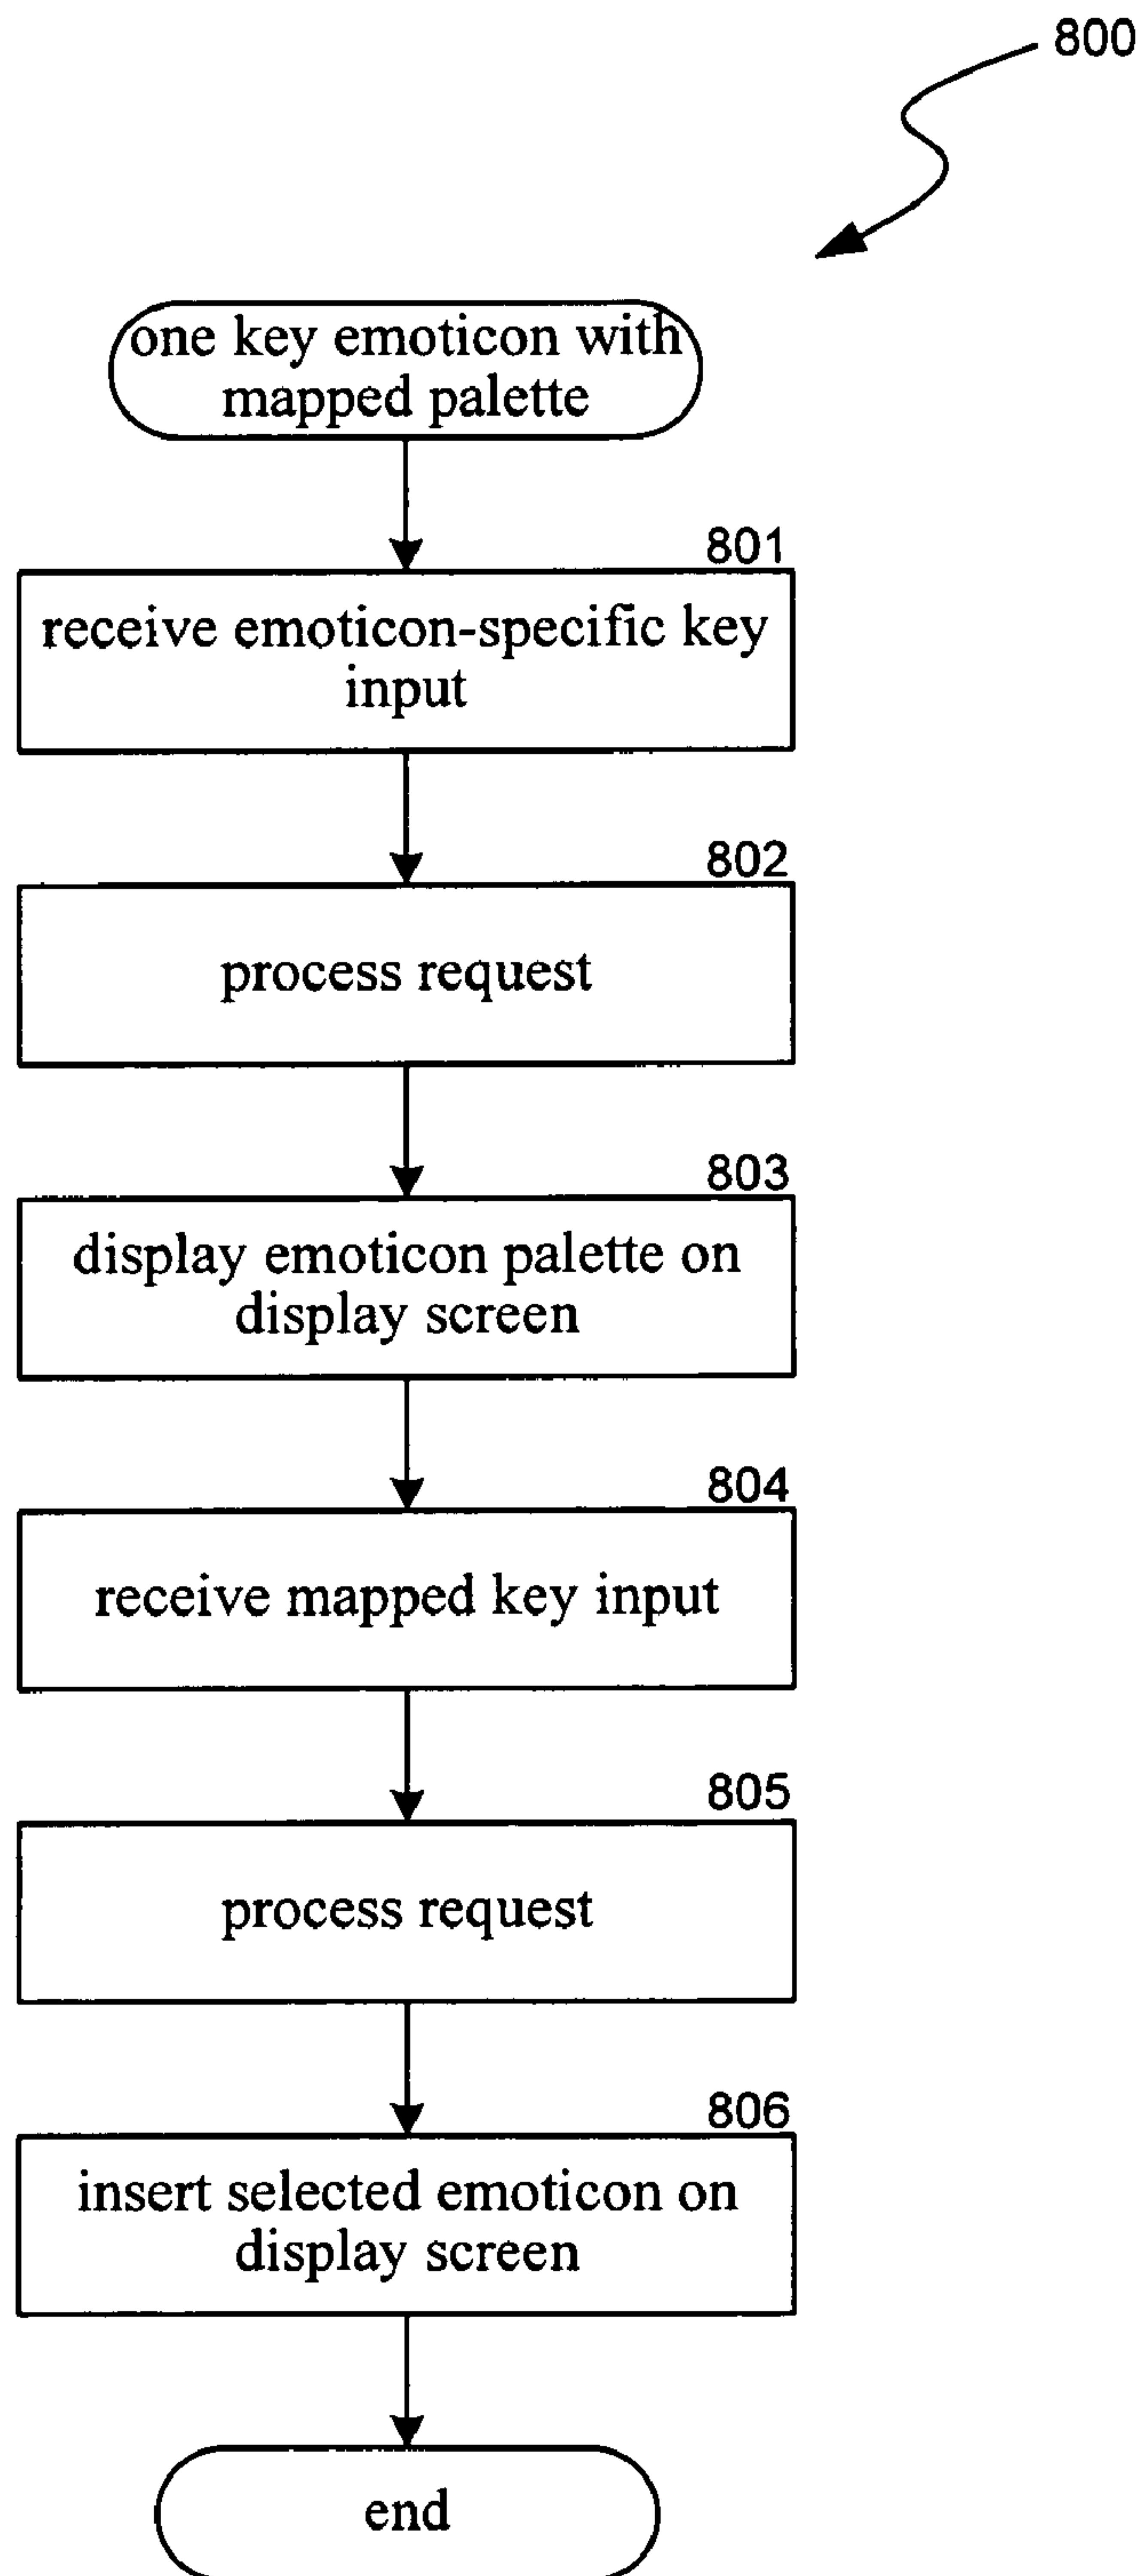 800
one key emoticon with
mapped palette
801
receive emoticon-specific key
input
802
process request
803
display emoticon palette on
display screen
804
receive mapped key input
805
process request
806
insert selected emoticon on
display screen
end